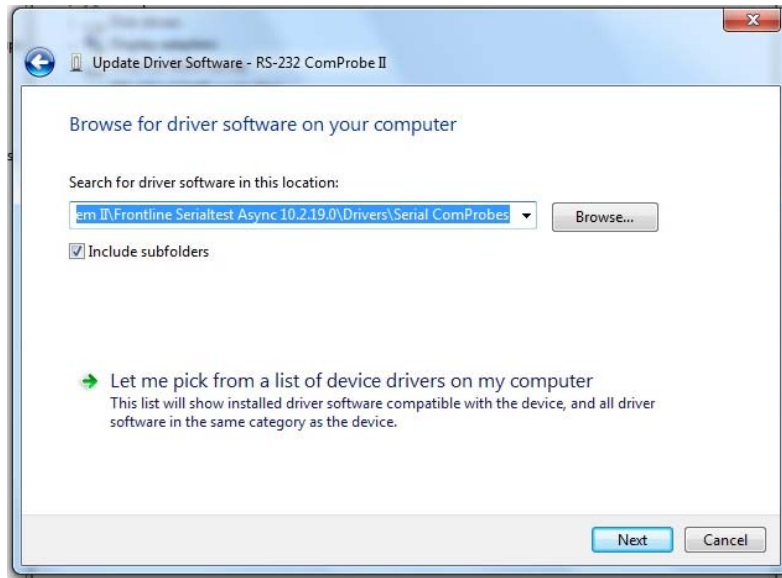 Update Driver Software - RS-232 ComProbe II
Browse for driver software on your computer
Search for driver software in this location:
em II\Frontline Serialtest Async 10.2.19.0\Drivers\Serial ComProbes
Browse...
Include subfolders
Let me pick from a list of device drivers on my computer
This list will show installed driver software compatible with the device, and all driver
software in the same category as the device.
Next
Cancel